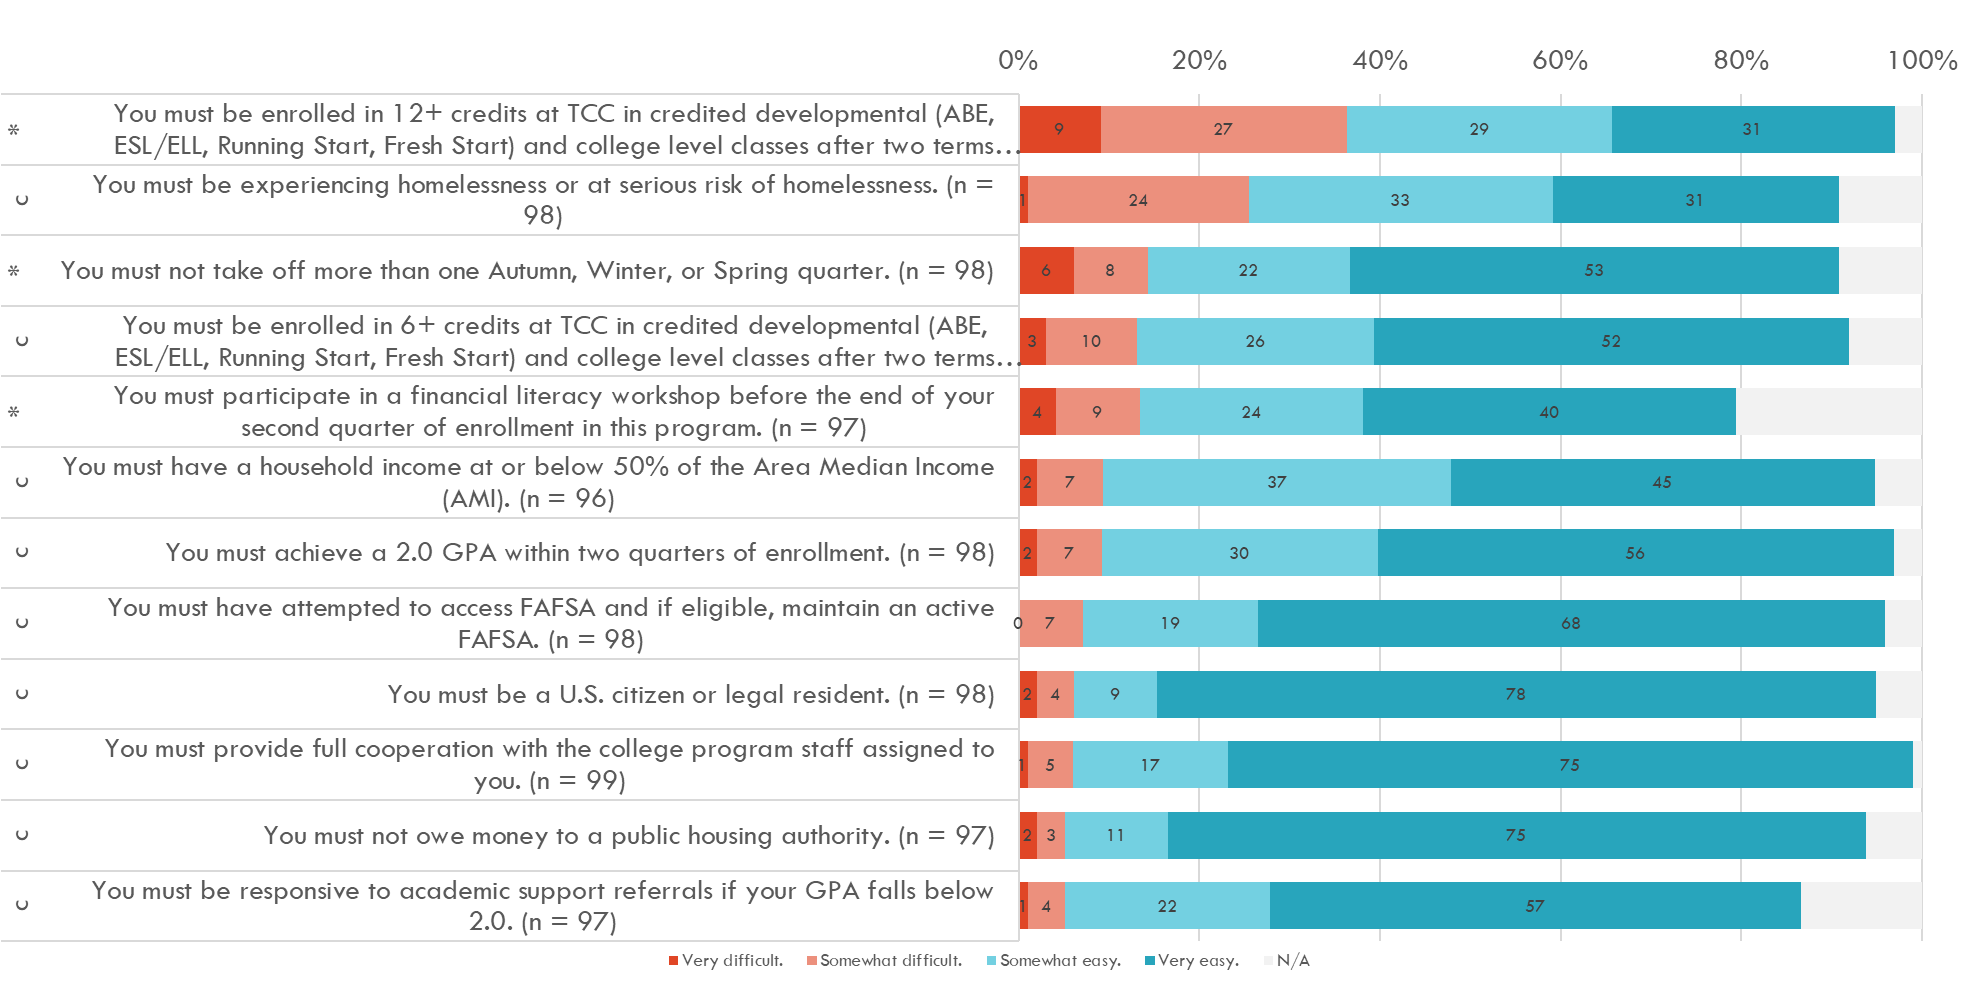 0% 20% 40% 60% 80% 100%
* You must be enrolled in 12+ credits at TCC in credited developmental (ABE,
ESL/ELL, Running Start, Fresh Start) and college level classes after two terms…
9 27 29 31
c You must be experiencing homelessness or at serious risk of homelessness. (n =
98)
1 24 33 31
* You must not take off more than one Autumn, Winter, or Spring quarter. (n = 98)
6 8 22 53
c You must be enrolled in 6+ credits at TCC in credited developmental (ABE,
ESL/ELL, Running Start, Fresh Start) and college level classes after two terms…
3 10 26 52
* You must participate in a financial literacy workshop before the end of your
second quarter of enrollment in this program. (n = 97)
4 9 24 40
c You must have a household income at or below 50% of the Area Median Income
(AMI). (n = 96)
2 7 37 45
c You must achieve a 2.0 GPA within two quarters of enrollment. (n = 98)
2 7 30 56
c You must have attempted to access FAFSA and if eligible, maintain an active
FAFSA. (n = 98)
0 7 19 68
c You must be a U.S. citizen or legal resident. (n = 98)
2 4 9 78
c You must provide full cooperation with the college program staff assigned to
you. (n = 99)
1 5 17 75
c You must not owe money to a public housing authority. (n = 97)
2 3 11 75
c You must be responsive to academic support referrals if your GPA falls below
2.0. (n = 97)
1 4 22 57
Very difficult. Somewhat difficult. Somewhat easy. Very easy. N/A